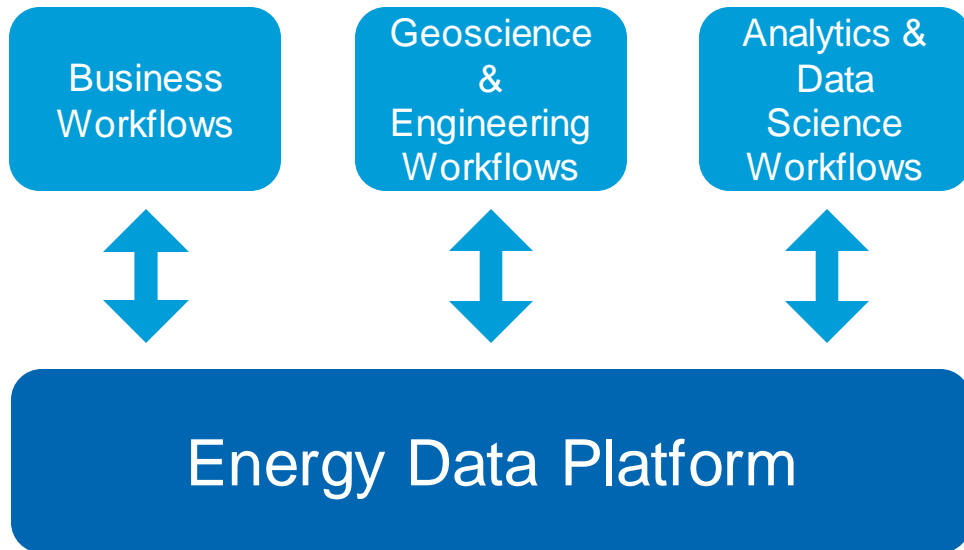 Business
Workflows
Geoscience
&
Engineering
Workflows
Analytics &
Data
Science
Workflows
Energy Data Platform